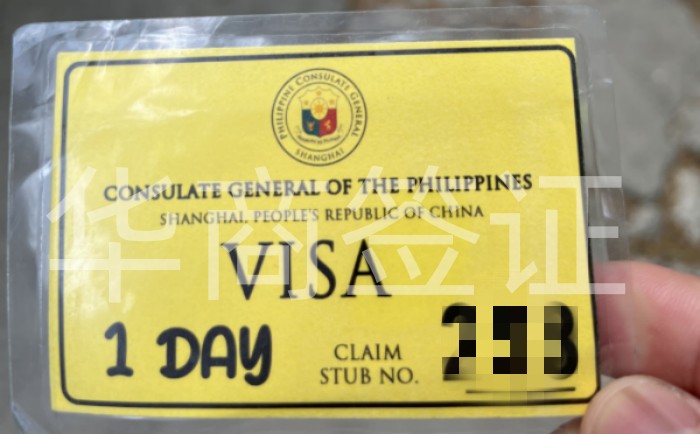 PHILIPPINE CONSULATE GENERAL
SHANGHAI
CONSULATE GENERAL OF THE PHILIPPINES
SHANGHAI, PEOPLE'S REPUBLIC OF CHINA
华商签证
VISA
1 DAY
CLAIM
STUB NO.